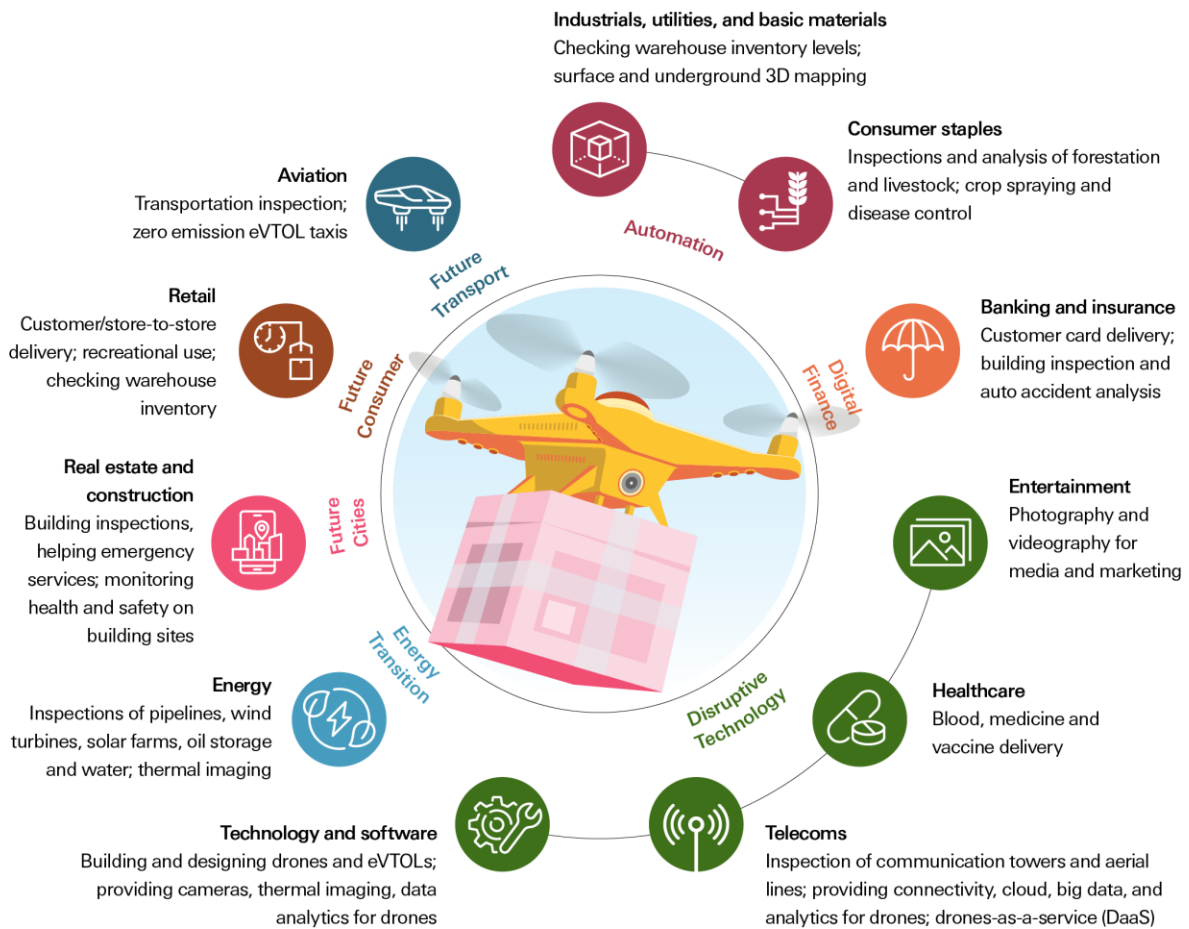 Industrials, utilities, and basic materials
Checking warehouse inventory levels;
surface and underground 3D mapping
Consumer staples
Inspections and analysis of forestation
and livestock; crop spraying and
disease control
Automation
Aviation
Transportation inspection;
zero emission eVTOL taxis
Future
Transport
Retail
Customer/store-to-store
delivery; recreational use;
checking warehouse
inventory
Future
Consumer
Banking and insurance
Customer card delivery;
building inspection and
auto accident analysis
Digital
Finance
Real estate and
construction
Building inspections,
helping emergency
services; monitoring
health and safety on
building sites
Future
Cities
Entertainment
Photography and
videography for
media and marketing
Energy
Inspections of pipelines, wind
turbines, solar farms, oil storage
and water; thermal imaging
Energy
Transition
Healthcare
Blood, medicine and
vaccine delivery
Disruptive
Technology
Technology and software
Building and designing drones and eVTOLs;
providing cameras, thermal imaging, data
analytics for drones
Telecoms
Inspection of communication towers and aerial
lines; providing connectivity, cloud, big data, and
analytics for drones; drones-as-a-service (DaaS)